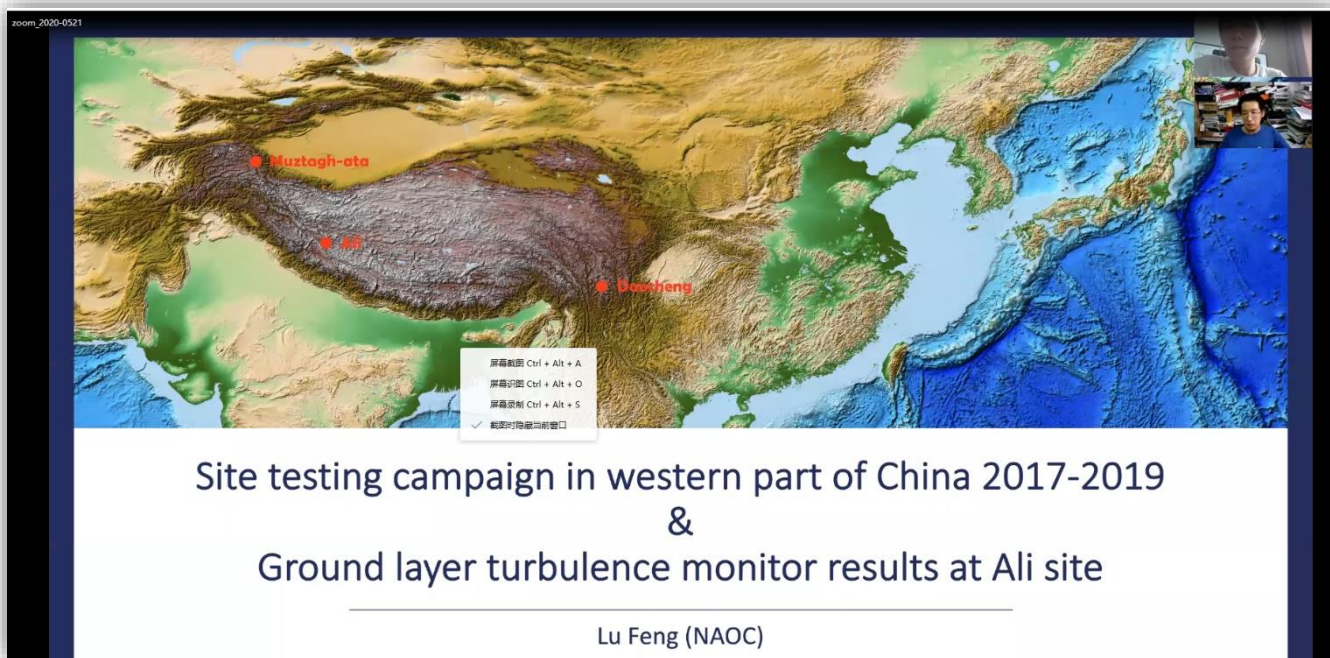 zoom_2020-0521
Muztagh-ata
Ali
Daocheng
屏幕截图 Ctrl + Alt + A
屏幕识图 Ctrl + Alt + O
屏幕录制 Ctrl + Alt + S
截图时隐藏当前窗口
Site testing campaign in western part of China 2017-2019
&
Ground layer turbulence monitor results at Ali site
Lu Feng (NAOC)